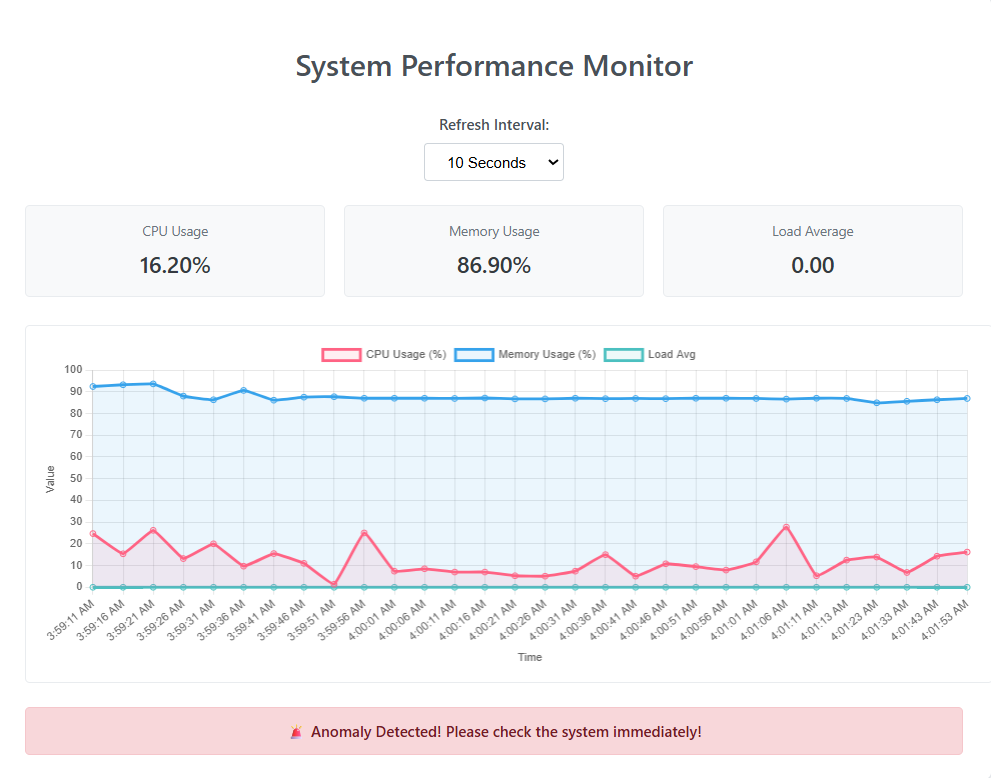 System Performance Monitor
Refresh Interval:
10 Seconds
CPU Usage
16.20%
Memory Usage
86.90%
Load Average
0.00
CPU Usage (%) Memory Usage (%) Load Avg
100
90
80
70
60
50
40
30
20
10
0
Value
3:59:11 AM
3:59:16 AM
3:59:21 AM
3:59:26 AM
3:59:31 AM
3:59:36 AM
3:59:41 AM
3:59:46 AM
3:59:51 AM
3:59:56 AM
4:00:01 AM
4:00:06 AM
4:00:11 AM
4:00:16 AM
4:00:21 AM
4:00:26 AM
4:00:31 AM
4:00:36 AM
4:00:41 AM
4:00:46 AM
4:00:51 AM
4:00:56 AM
4:01:01 AM
4:01:06 AM
4:01:11 AM
4:01:13 AM
4:01:23 AM
4:01:33 AM
4:01:43 AM
4:01:53 AM
Time
🚨 Anomaly Detected! Please check the system immediately!